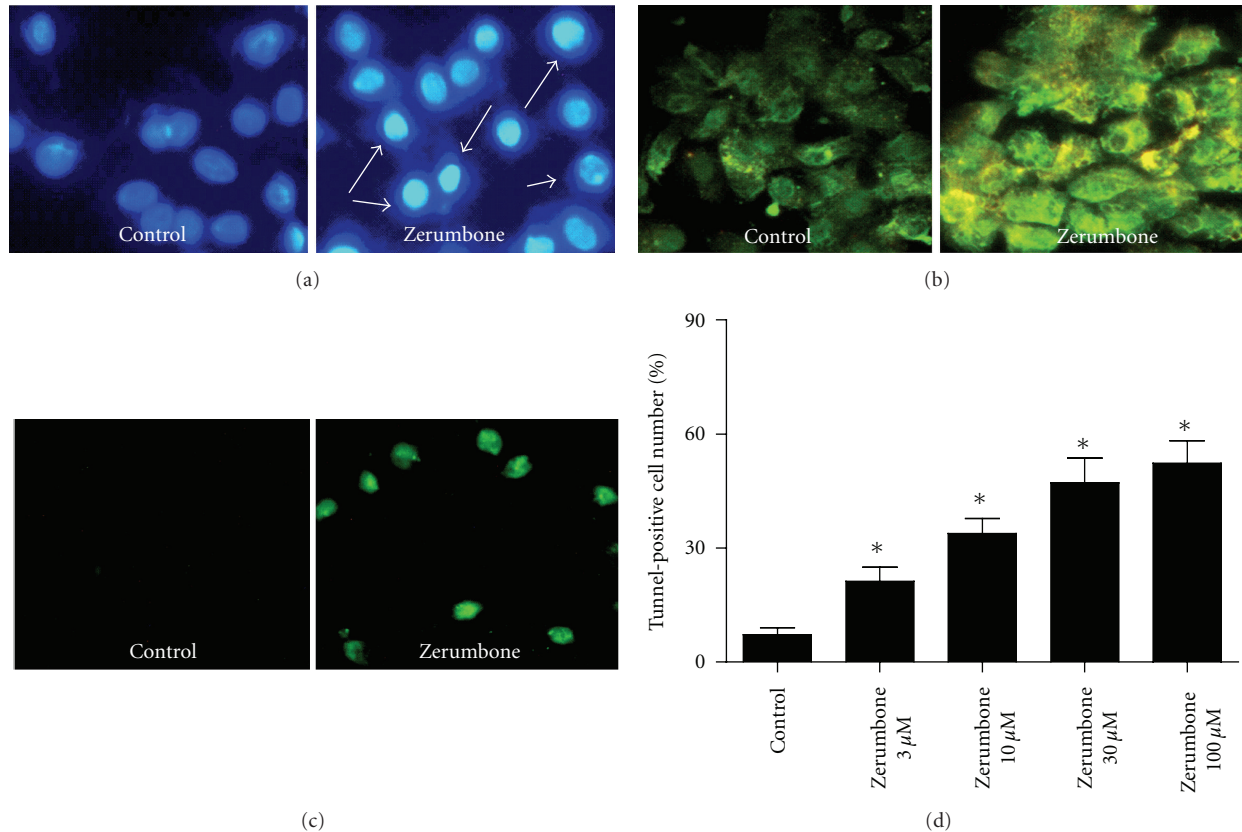 Control
Zerumbone
(a)
Control
Zerumbone
(b)
Control
Zerumbone
(c)
Tunnel-positive cell number (%)
90
60
30
0
*
*
*
*
Control
Zerumbone
3 μM
Zerumbone
10 μM
Zerumbone
30 μM
Zerumbone
100 μM
(d)